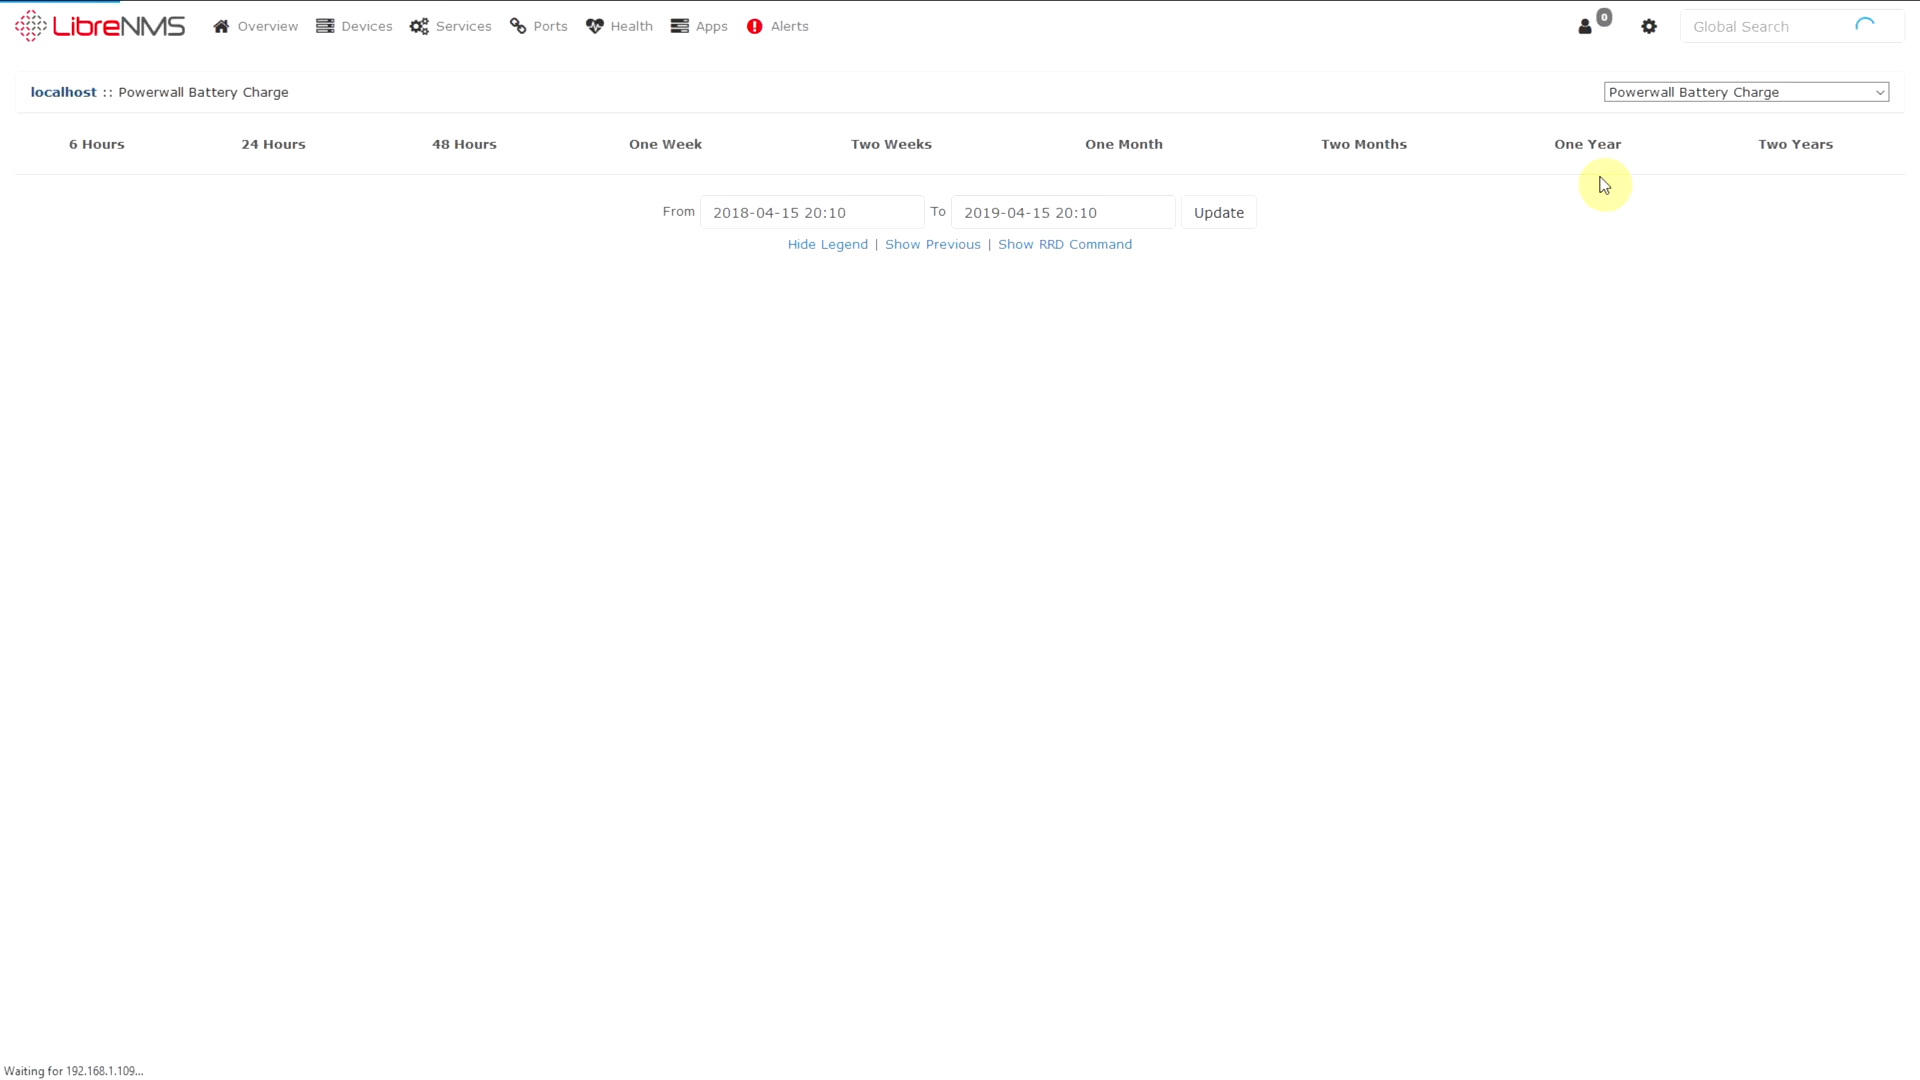 LibreNMS Overview Devices Services Ports Health Apps Alerts 0 Global Search
localhost :: Powerwall Battery Charge Powerwall Battery Charge
6 Hours 24 Hours 48 Hours One Week Two Weeks One Month Two Months One Year Two Years
From 2018-04-15 20:10 To 2019-04-15 20:10 Update
Hide Legend | Show Previous | Show RRD Command
Waiting for 192.168.1.109...